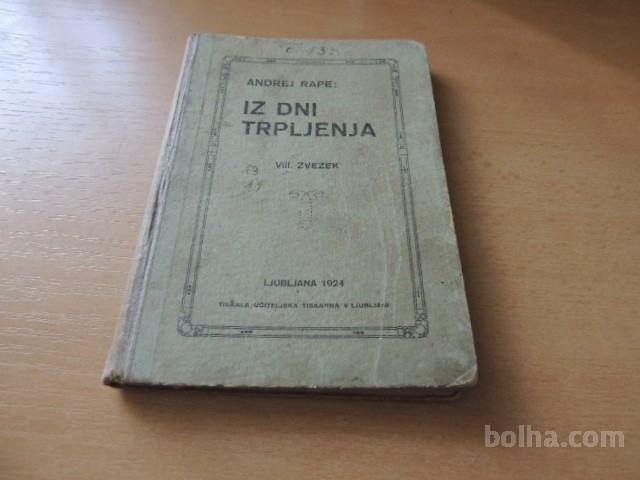 ANDREJ RAPE:
IZ DNI
TRPLJENJA
VIII. ZVEZEK
LJUBLJANA 1924
TISKALA UČITELJSKA TISKARNA V LJUBLJANI
bolha.com